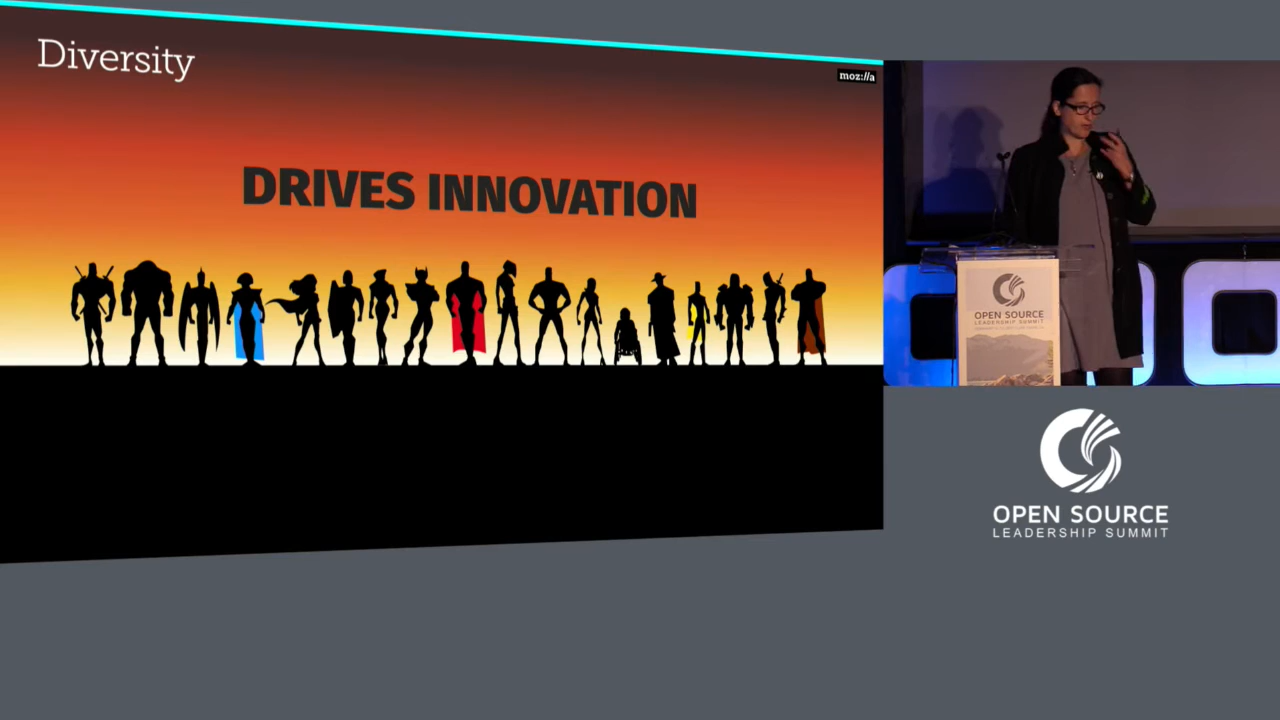 Diversity
moz://a
DRIVES INNOVATION
OPEN SOURCE
LEADERSHIP SUMMIT
OPEN SOURCE
LEADERSHIP SUMMIT